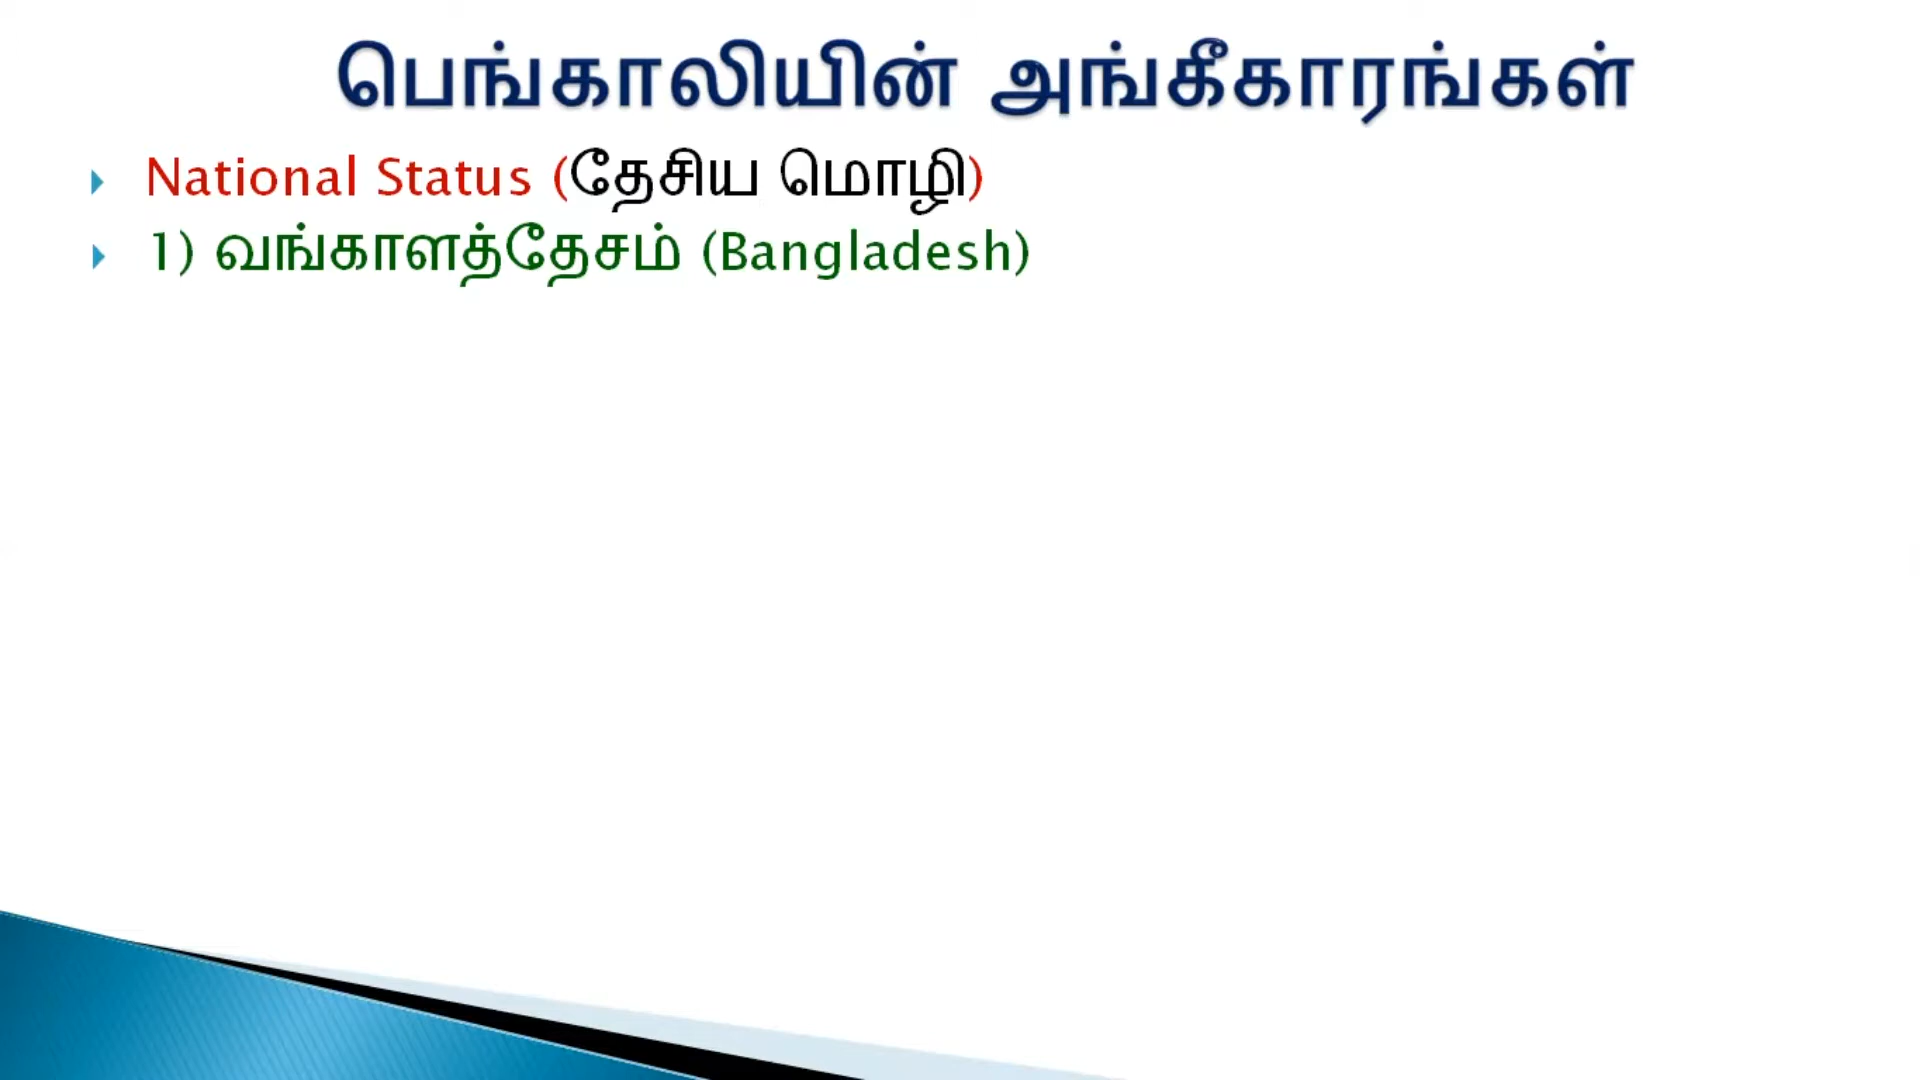 பெங்காலியின் அங்கீகாரங்கள்
National Status (தேசிய மொழி)
1) வங்காளத்தேசம் (Bangladesh)